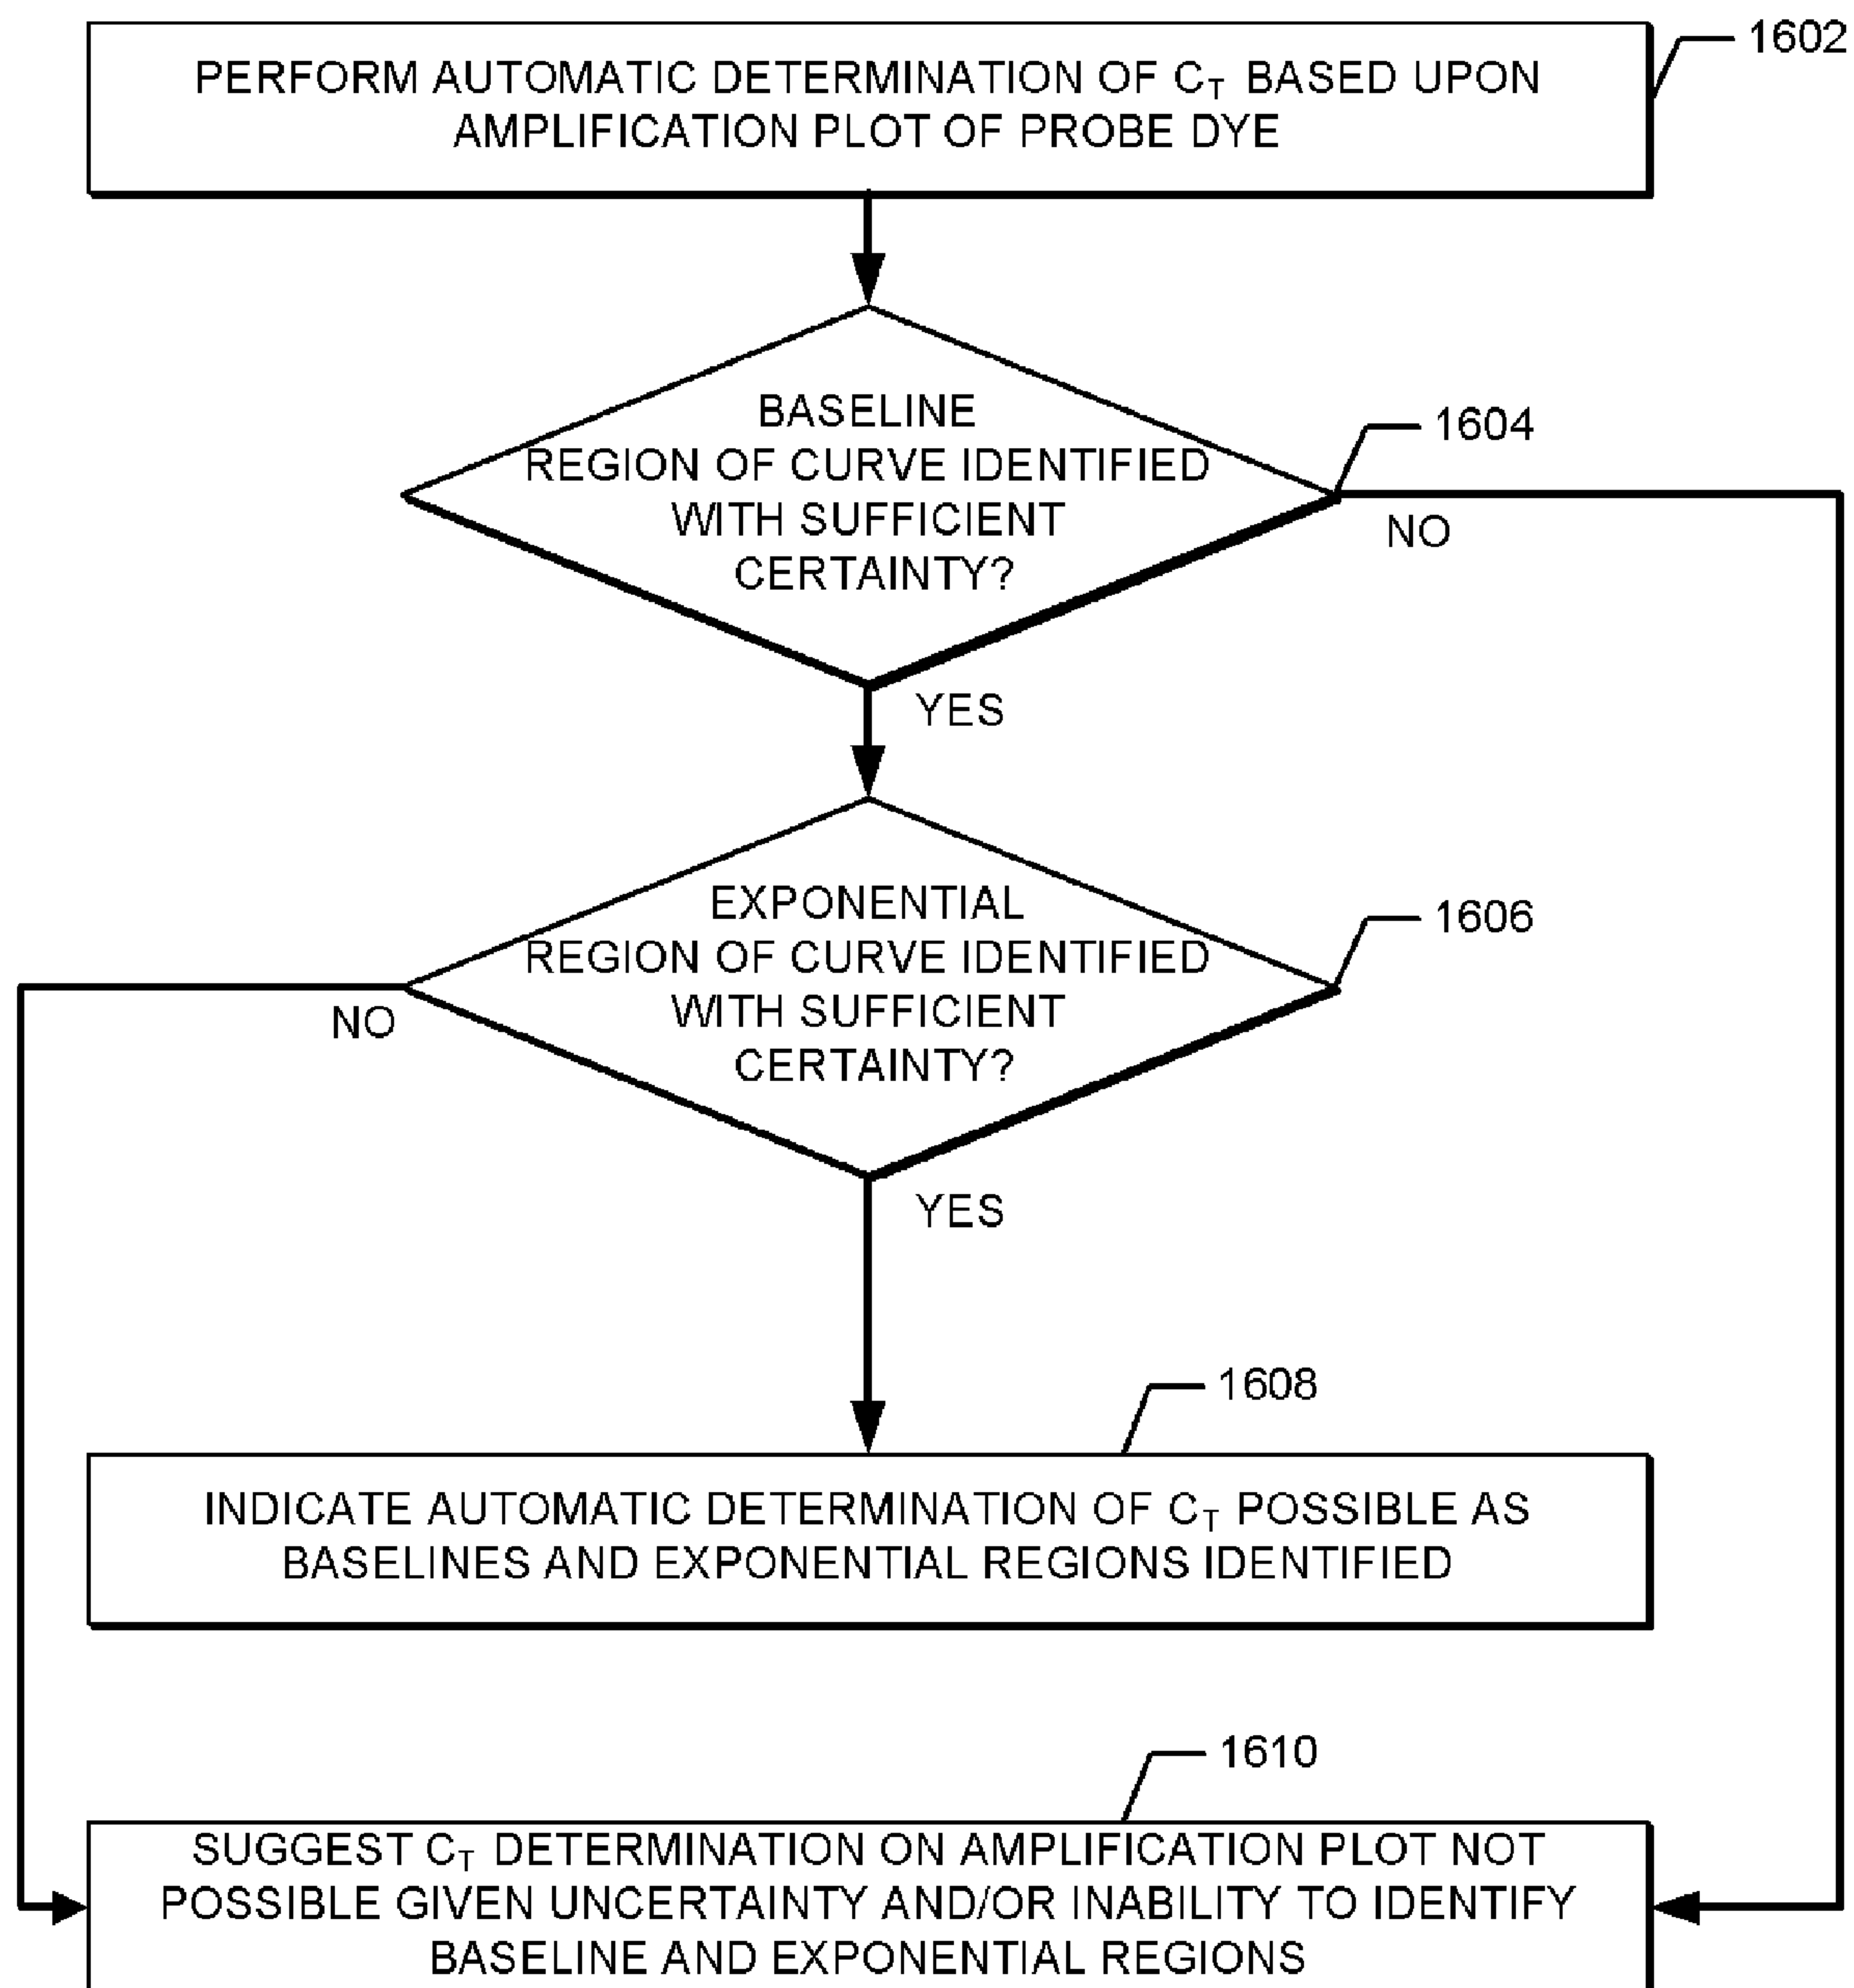 1602
PERFORM AUTOMATIC DETERMINATION OF CT BASED UPON
AMPLIFICATION PLOT OF PROBE DYE
1604
BASELINE
REGION OF CURVE IDENTIFIED
WITH SUFFICIENT
CERTAINTY?
NO
YES
1606
EXPONENTIAL
REGION OF CURVE IDENTIFIED
WITH SUFFICIENT
CERTAINTY?
NO
YES
1608
INDICATE AUTOMATIC DETERMINATION OF CT POSSIBLE AS
BASELINES AND EXPONENTIAL REGIONS IDENTIFIED
1610
SUGGEST CT DETERMINATION ON AMPLIFICATION PLOT NOT
POSSIBLE GIVEN UNCERTAINTY AND/OR INABILITY TO IDENTIFY
BASELINE AND EXPONENTIAL REGIONS